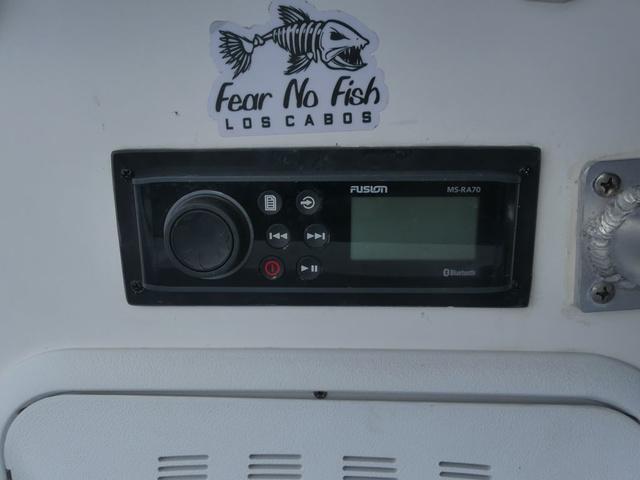 Fear No Fish
LOS CABOS
FUSION MS-RA70
Bluetooth